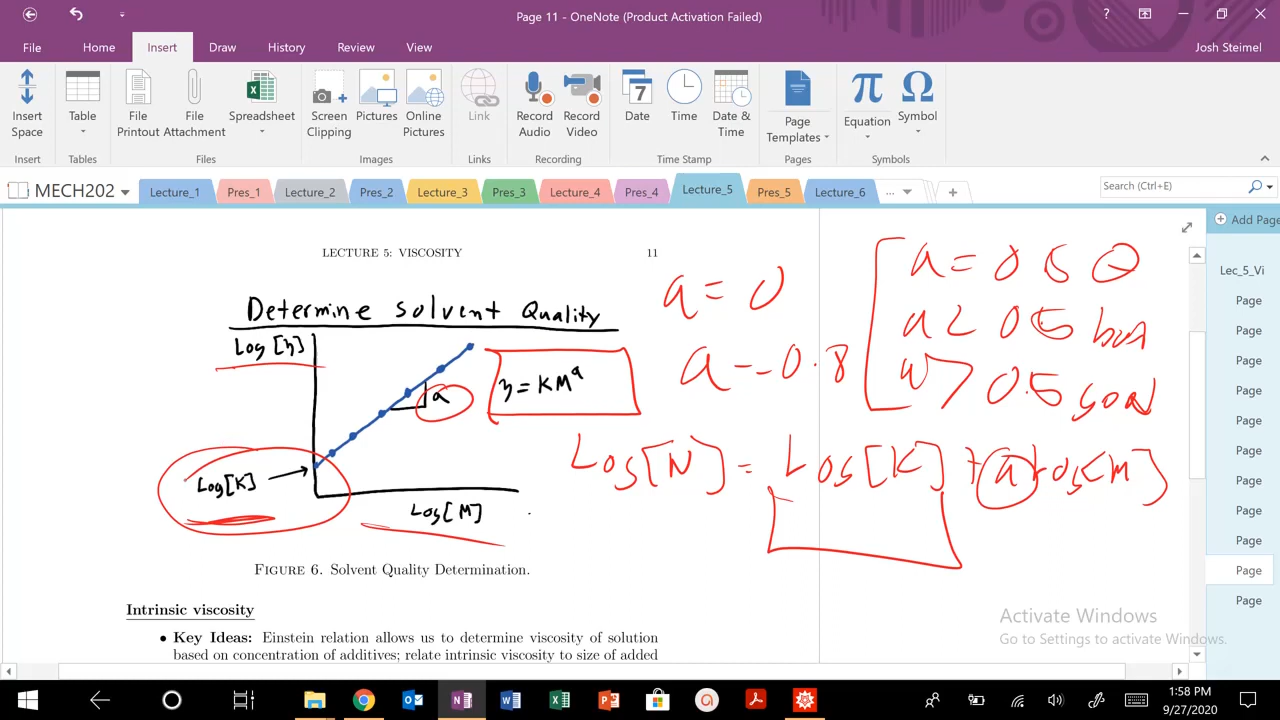 Page 11 - OneNote (Product Activation Failed)
?
File Home Insert Draw History Review View
Josh Steimel
Insert Space
Table
File Printout
File Attachment
Spreadsheet
Screen Clipping
Pictures
Online Pictures
Link
Record Audio
Record Video
7
Date
Time
Date & Time
Page Templates
π
Equation
Ω
Symbol
Insert Tables Files Images Links Recording Time Stamp Pages Symbols
MECH202 Lecture_1 Pres_1 Lecture_2 Pres_2 Lecture_3 Pres_3 Lecture_4 Pres_4 Lecture_5 Pres_5 Lecture_6 ... +
Search (Ctrl+E)
Add Page
Lec_5_Vi
Page
Page
Page
Page
Page
Page
Page
Page
Page
Page
Page
LECTURE 5: VISCOSITY 11
Determine Solvent Quality
Log [η]
a
η = KMᵃ
Log[K]
Log[M]
a = 0
a = 0.8
a = 0.5 θ
a < 0.5 bad
a > 0.5 good
Log[η] = Log[K] + a Log[M]
Figure 6. Solvent Quality Determination.
Intrinsic viscosity
• Key Ideas: Einstein relation allows us to determine viscosity of solution
based on concentration of additives; relate intrinsic viscosity to size of added
Activate Windows
Go to Settings to activate Windows.
1:58 PM
9/27/2020